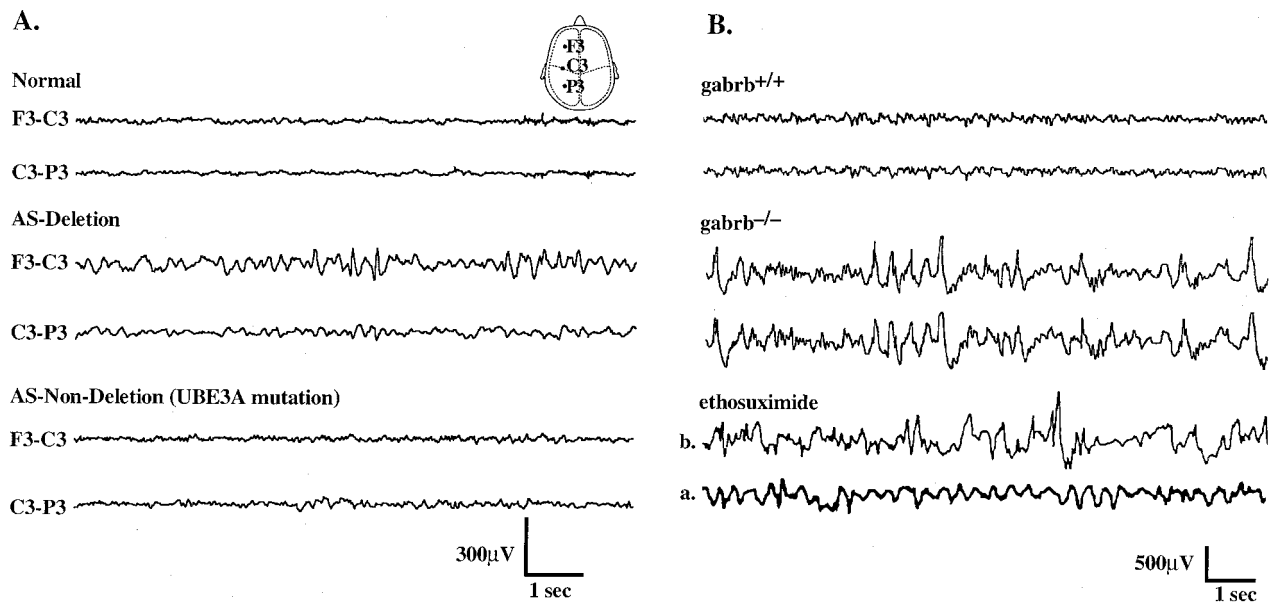 A.
F3
C3
P3
Normal
F3-C3
C3-P3
AS-Deletion
F3-C3
C3-P3
AS-Non-Deletion (UBE3A mutation)
F3-C3
C3-P3
300μV
1 sec
B.
gabrb+/+
gabrb–/–
ethosuximide
b.
a.
500μV
1 sec